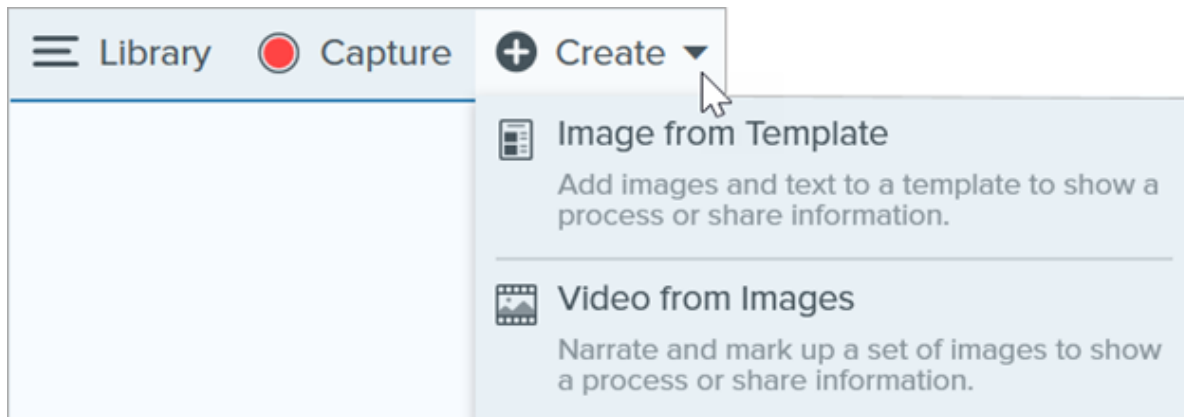 Library Capture Create
Image from Template
Add images and text to a template to show a
process or share information.
Video from Images
Narrate and mark up a set of images to show
a process or share information.